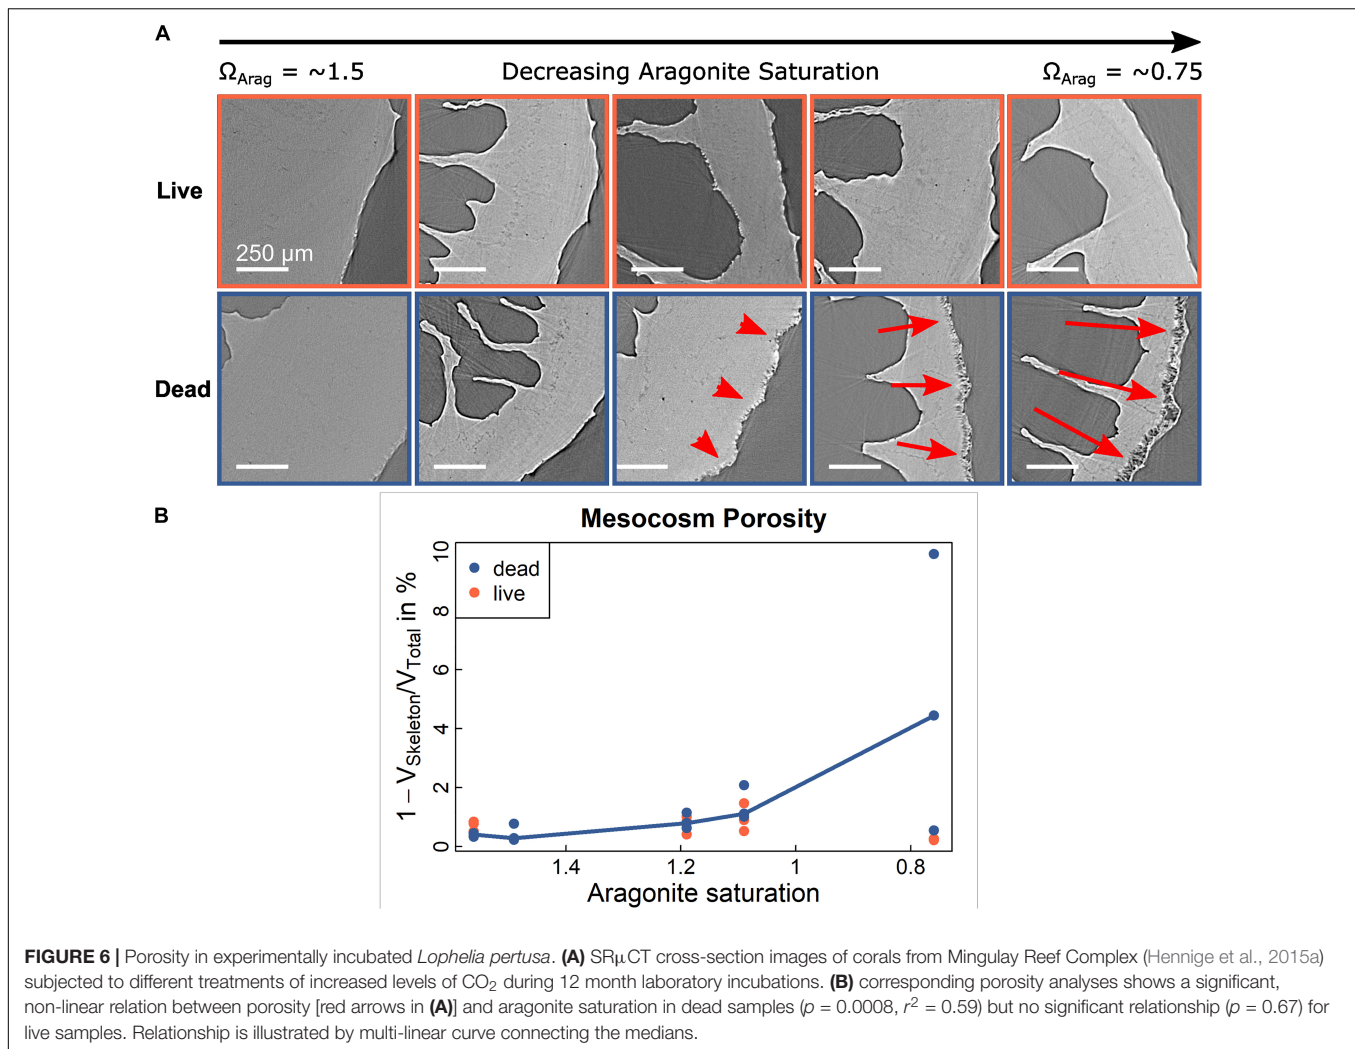 A
Ω_Arag = ~1.5 Decreasing Aragonite Saturation Ω_Arag = ~0.75
Live
250 µm
Dead
B
Mesocosm Porosity
dead
live
1 − V_Skeleton/V_Total in %
10
8
6
4
2
0
1.4 1.2 1 0.8
Aragonite saturation
FIGURE 6 | Porosity in experimentally incubated Lophelia pertusa. (A) SRµCT cross-section images of corals from Mingulay Reef Complex (Hennige et al., 2015a)
subjected to different treatments of increased levels of CO₂ during 12 month laboratory incubations. (B) corresponding porosity analyses shows a significant,
non-linear relation between porosity [red arrows in (A)] and aragonite saturation in dead samples (p = 0.0008, r² = 0.59) but no significant relationship (p = 0.67) for
live samples. Relationship is illustrated by multi-linear curve connecting the medians.